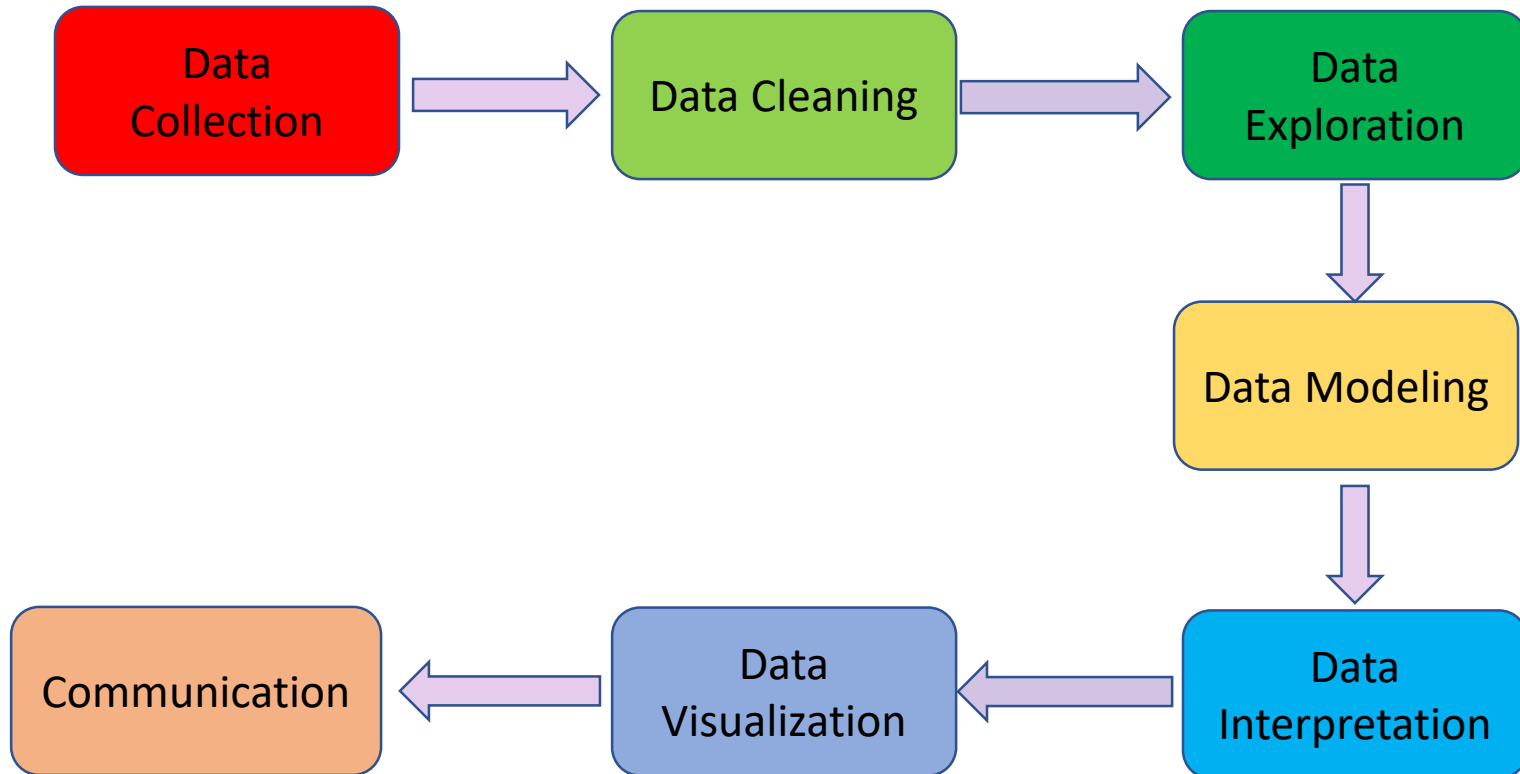 Data
Collection
Data Cleaning
Data
Exploration
Data Modeling
Data
Interpretation
Data
Visualization
Communication